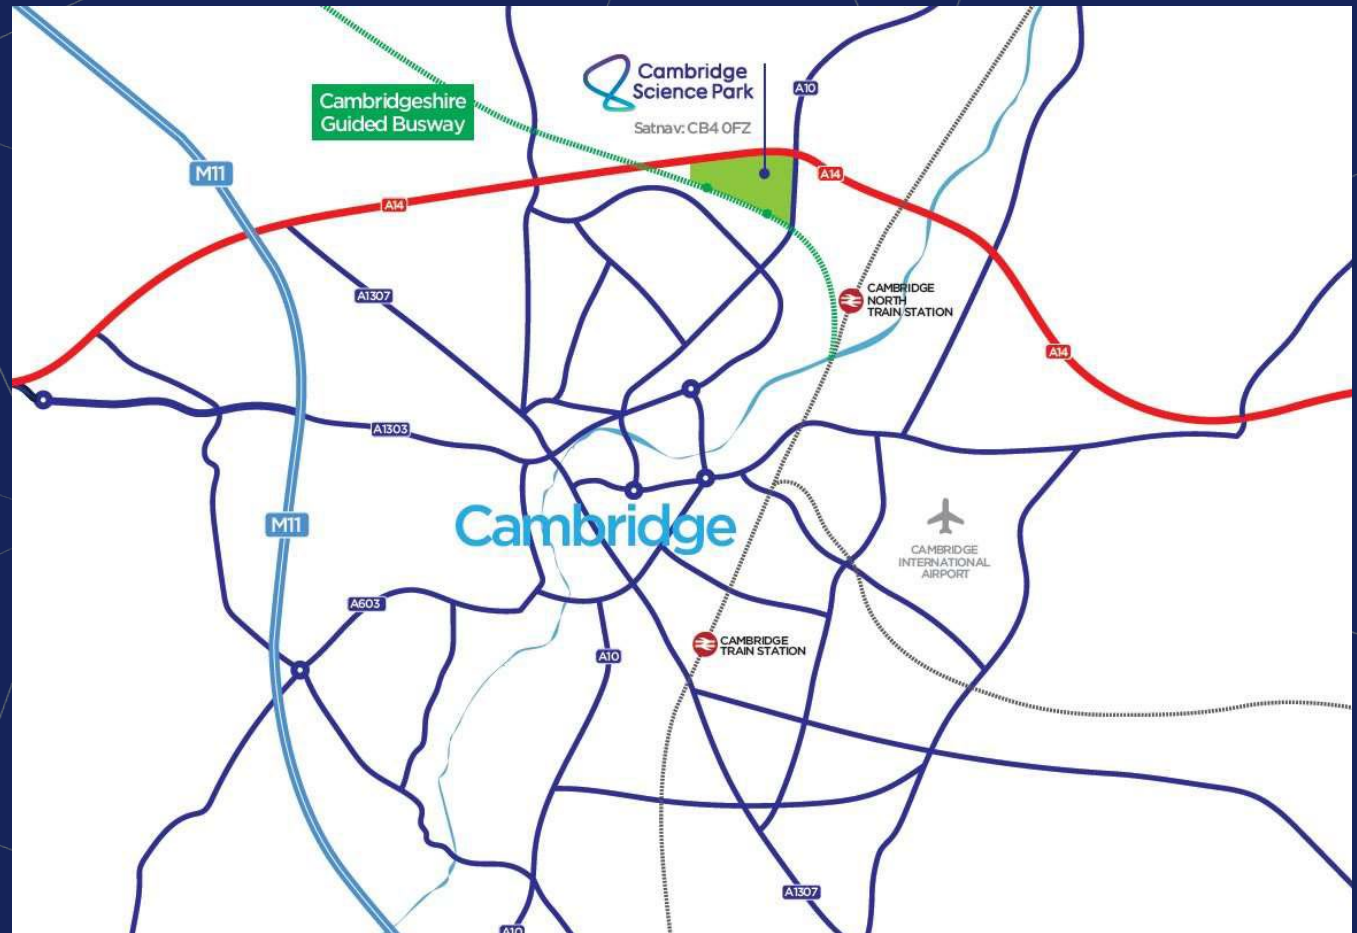 Cambridge
Science Park
Satnav: CB4 0FZ
Cambridgeshire
Guided Busway
A10
M11
A14
A14
A1307
CAMBRIDGE
NORTH
TRAIN STATION
A14
A1303
Cambridge
M11
CAMBRIDGE
INTERNATIONAL
AIRPORT
A603
CAMBRIDGE
TRAIN STATION
A10
A1307
A10